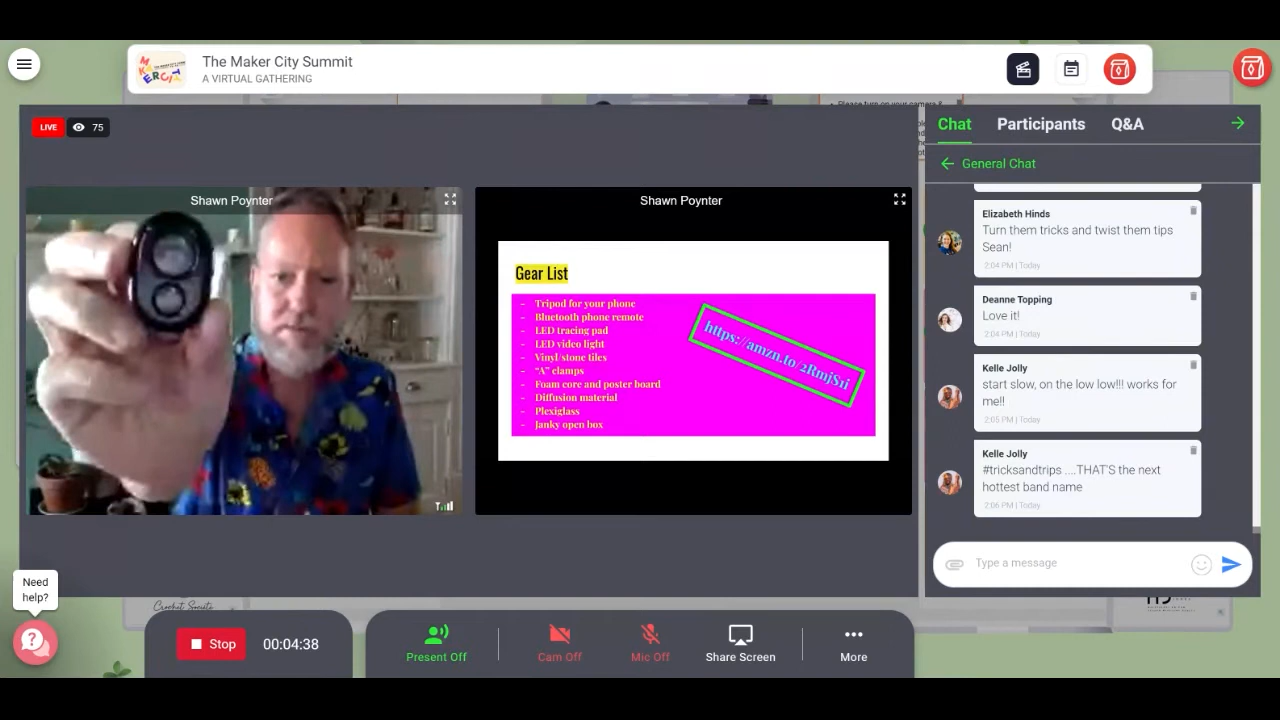 The Maker City Summit
A VIRTUAL GATHERING
LIVE
75
Shawn Poynter
Shawn Poynter
Gear List
- Tripod for your phone
- Bluetooth phone remote
- LED tracing pad
- LED video light
- Vinyl/stone tiles
- “A” clamps
- Foam core and poster board
- Diffusion material
- Plexiglass
- Janky open box
https://amzn.to/2RmjS1i
Chat Participants Q&A
General Chat
Elizabeth Hinds
Turn them tricks and twist them tips
Sean!
2:04 PM | Today
Deanne Topping
Love it!
2:04 PM | Today
Kelle Jolly
start slow, on the low low!!! works for
me!!
2:05 PM | Today
Kelle Jolly
#tricksandtrips ....THAT'S the next
hottest band name
2:06 PM | Today
Type a message
Need
help?
Crochet Society
Stop 00:04:38
Present Off
Cam Off
Mic Off
Share Screen
More